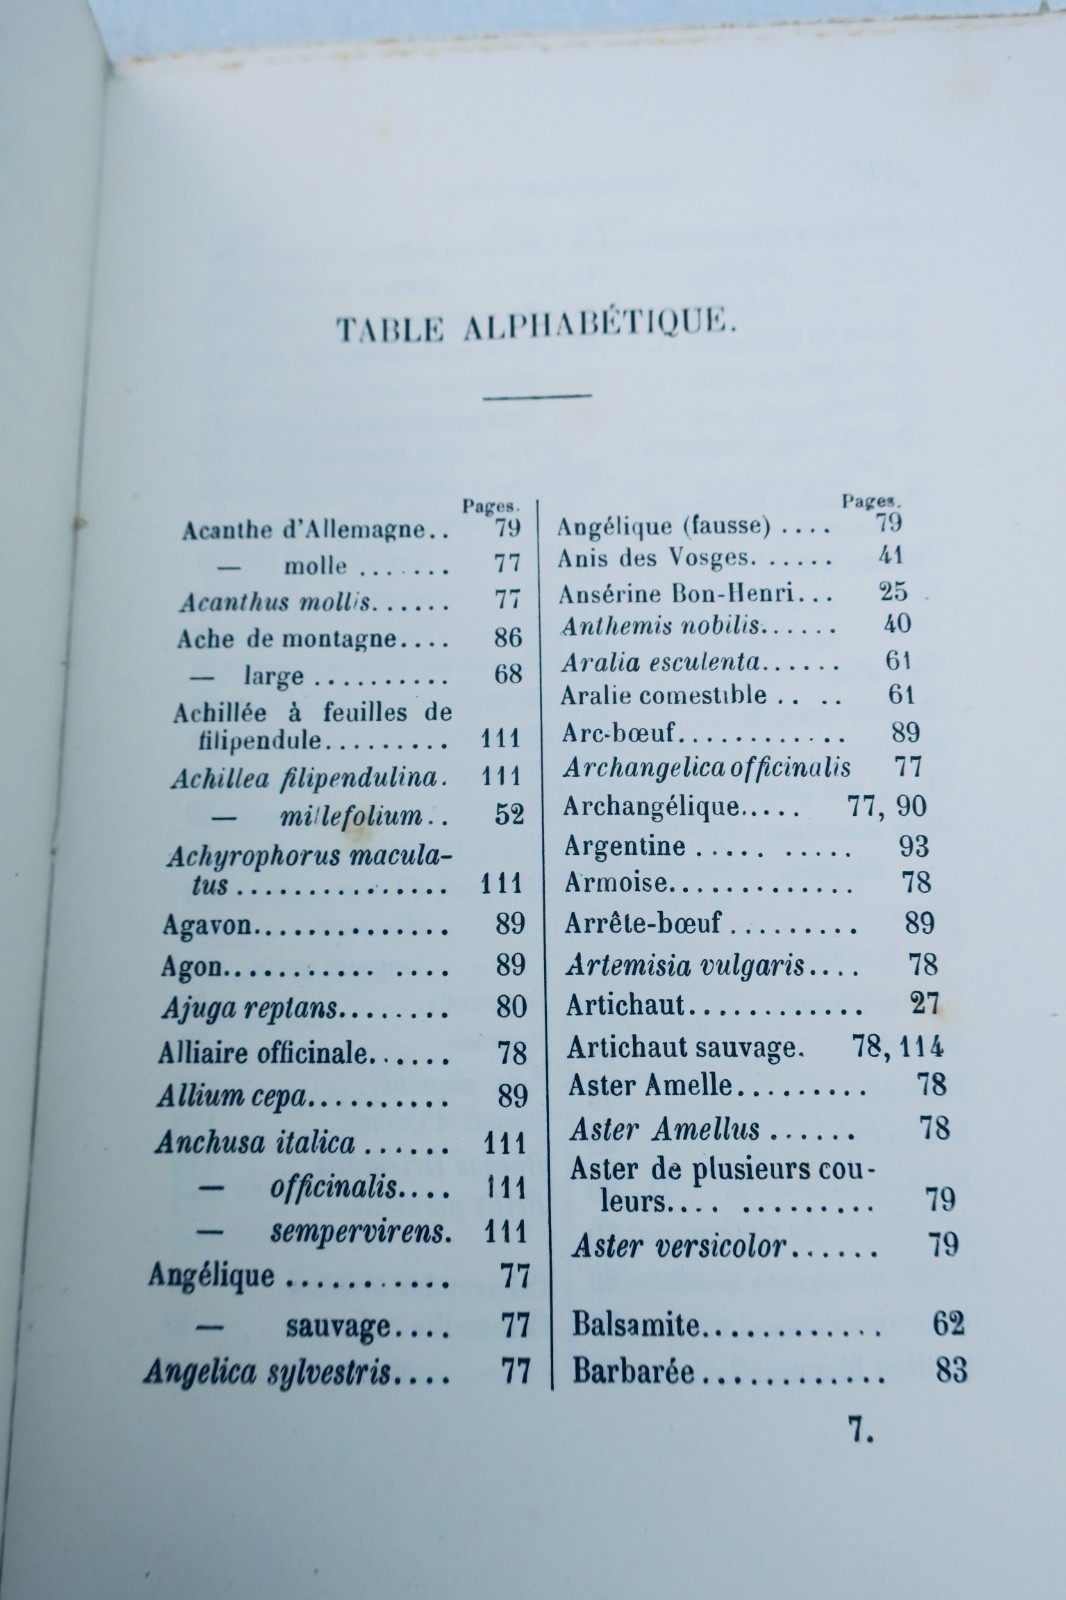 TABLE ALPHABÉTIQUE.
Pages.
Acanthe d'Allemagne.. 79
— molle ....... 77
Acanthus mollis...... 77
Ache de montagne.... 86
— large .......... 68
Achillée à feuilles de
filipendule......... 111
Achillea filipendulina. 111
— millefolium.. 52
Achyrophorus macula-
tus ............... 111
Agavon.............. 89
Agon........... .... 89
Ajuga reptans........ 80
Alliaire officinale...... 78
Allium cepa.......... 89
Anchusa italica ...... 111
— officinalis.... 111
— sempervirens. 111
Angélique ............ 77
— sauvage.... 77
Angelica sylvestris.... 77
Pages.
Angélique (fausse) .... 79
Anis des Vosges. ..... 41
Ansérine Bon-Henri... 25
Anthemis nobilis...... 40
Aralia esculenta...... 61
Aralie comestible .. .. 61
Arc-bœuf............ 89
Archangelica officinalis 77
Archangélique..... 77, 90
Argentine ..... ..... 93
Armoise............. 78
Arrête-bœuf ......... 89
Artemisia vulgaris.... 78
Artichaut............ 27
Artichaut sauvage. 78, 114
Aster Amelle......... 78
Aster Amellus ...... 78
Aster de plusieurs cou-
leurs.... ......... 79
Aster versicolor...... 79
Balsamite............ 62
Barbarée ............ 83
7.